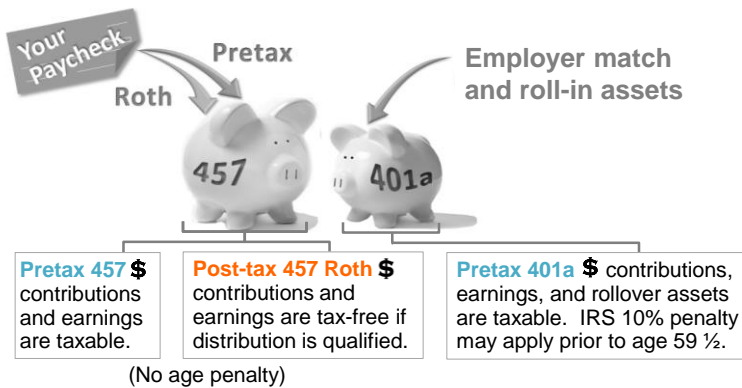 Your
Paycheck
Pretax
Roth
Employer match
and roll-in assets
457
401a
Pretax 457 $
contributions
and earnings
are taxable.
Post-tax 457 Roth $
contributions and
earnings are tax-free if
distribution is qualified.
Pretax 401a $ contributions,
earnings, and rollover assets
are taxable.  IRS 10% penalty
may apply prior to age 59 ½.
(No age penalty)